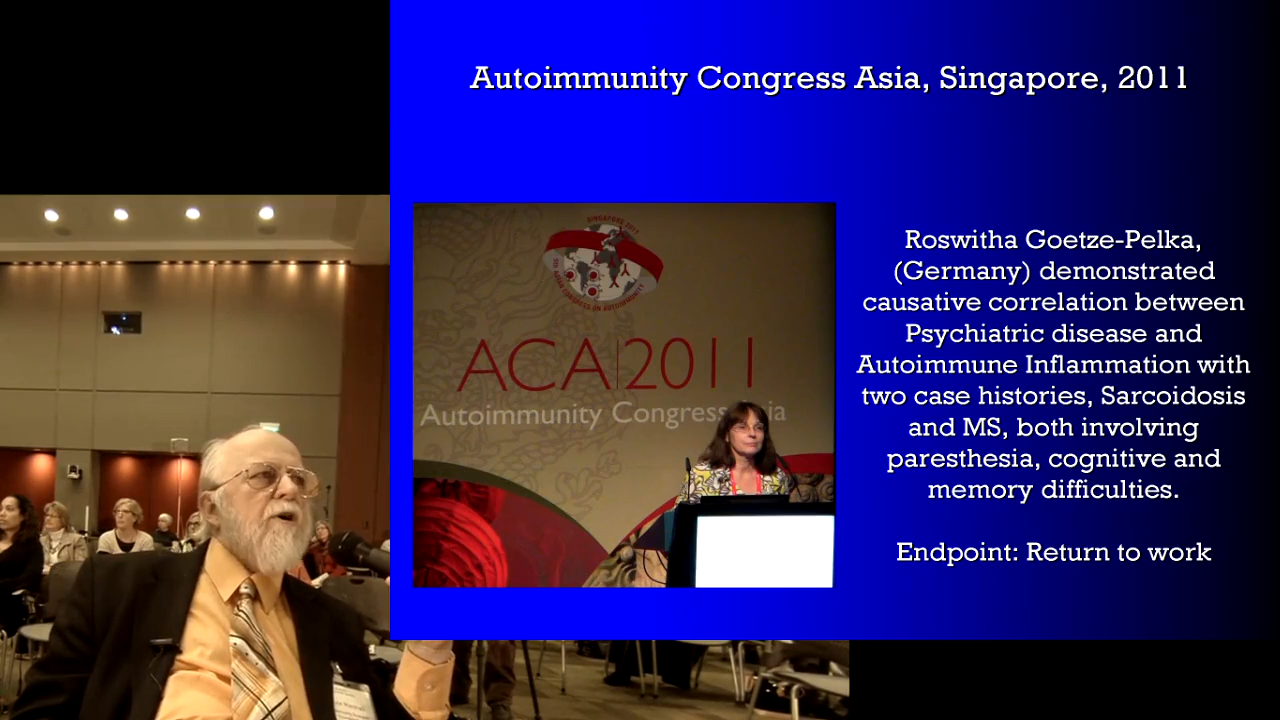 Autoimmunity Congress Asia, Singapore, 2011
SINGAPORE 2011
ACA|2011
Autoimmunity Congress Asia
Roswitha Goetze-Pelka,
(Germany) demonstrated
causative correlation between
Psychiatric disease and
Autoimmune Inflammation with
two case histories, Sarcoidosis
and MS, both involving
paresthesia, cognitive and
memory difficulties.
Endpoint: Return to work